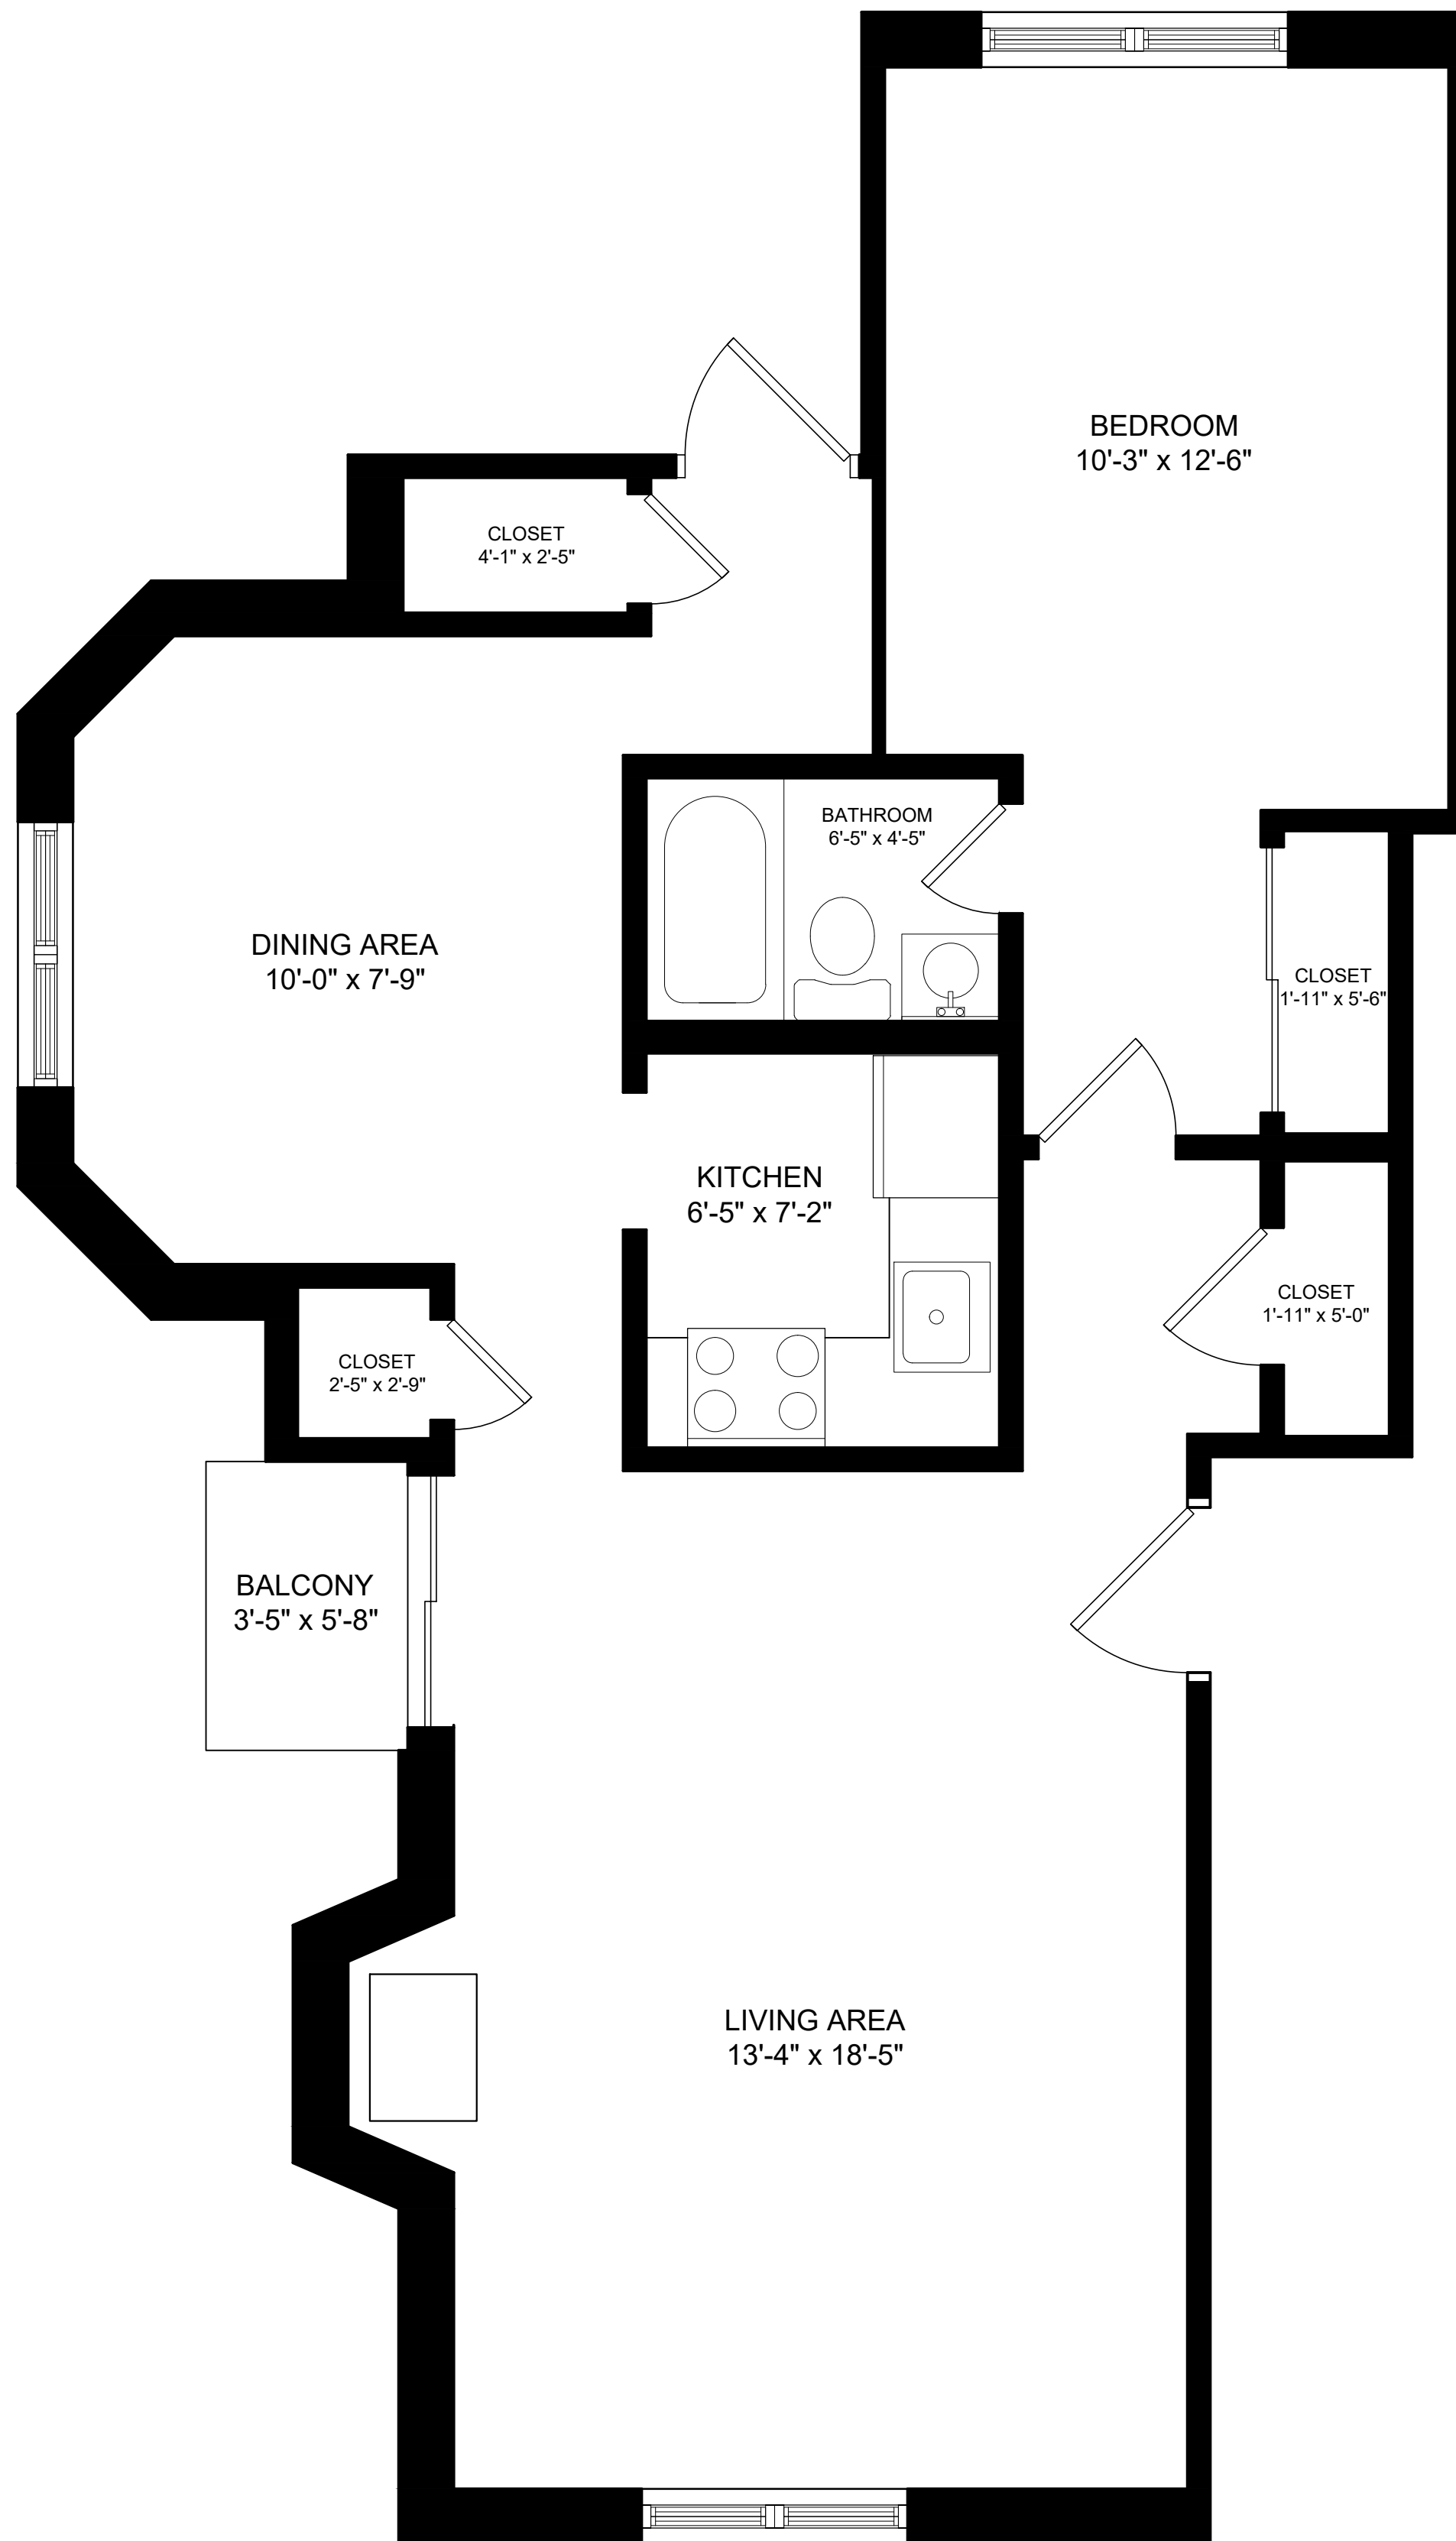 BEDROOM
10'-3" x 12'-6"
CLOSET
4'-1" x 2'-5"
BATHROOM
6'-5" x 4'-5"
DINING AREA
10'-0" x 7'-9"
CLOSET
1'-11" x 5'-6"
KITCHEN
6'-5" x 7'-2"
CLOSET
1'-11" x 5'-0"
CLOSET
2'-5" x 2'-9"
BALCONY
3'-5" x 5'-8"
LIVING AREA
13'-4" x 18'-5"